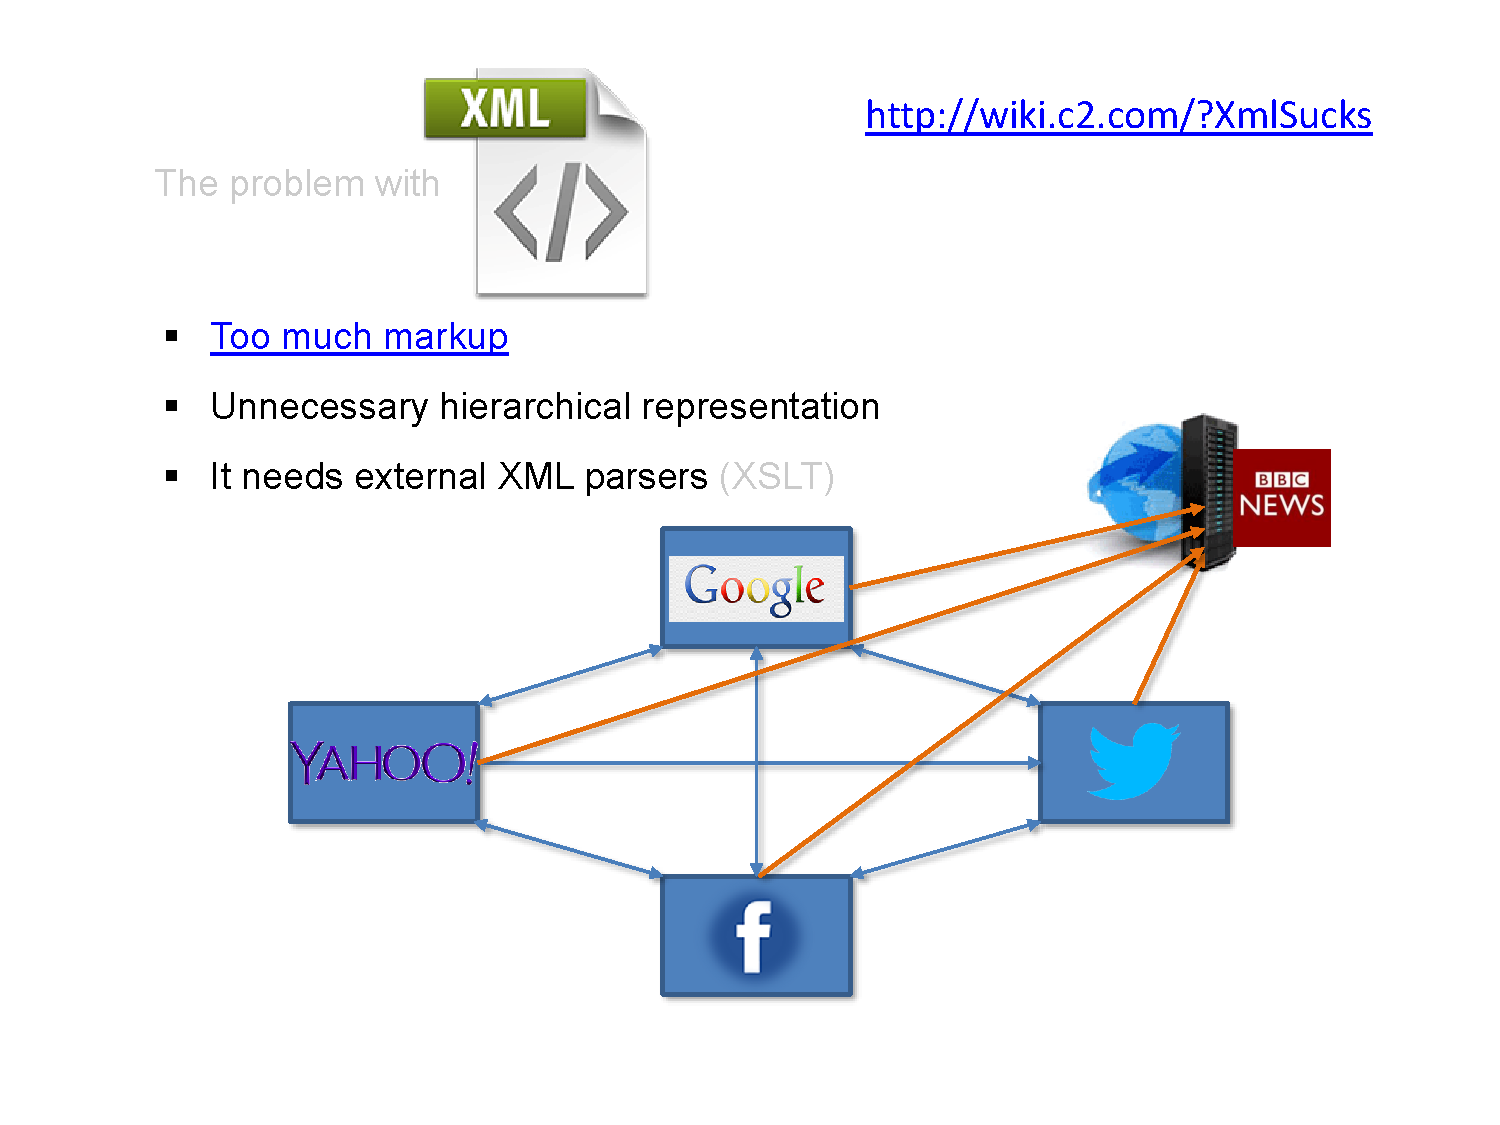 XML
http://wiki.c2.com/?XmlSucks
The problem with
</>
▪ Too much markup
▪ Unnecessary hierarchical representation
▪ It needs external XML parsers (XSLT)
BBC
NEWS
Google
YAHOO!
f